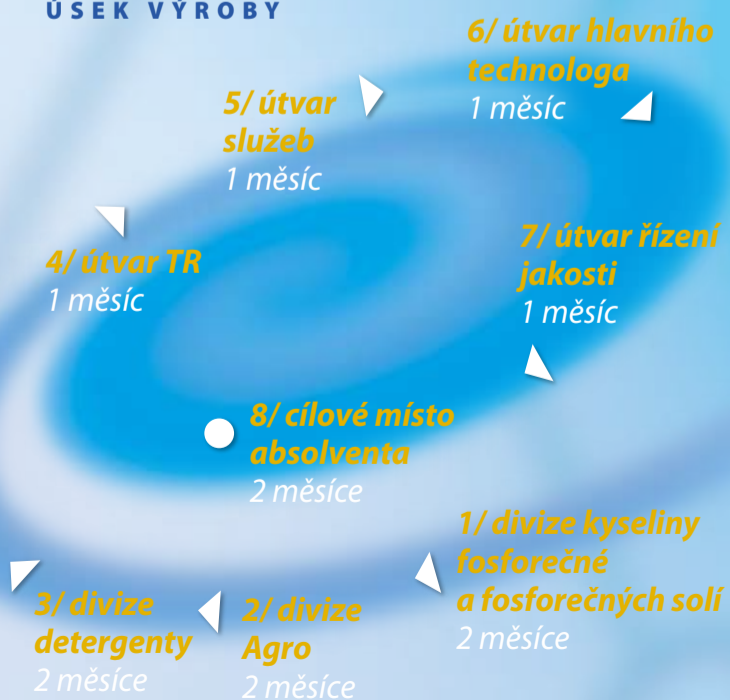 ÚSEK VÝROBY
6/ útvar hlavního
technologa
1 měsíc
5/ útvar
služeb
1 měsíc
7/ útvar řízení
jakosti
1 měsíc
4/ útvar TR
1 měsíc
8/ cílové místo
absolventa
2 měsíce
1/ divize kyseliny
fosforečné
a fosforečných solí
2 měsíce
3/ divize
detergenty
2 měsíce
2/ divize
Agro
2 měsíce